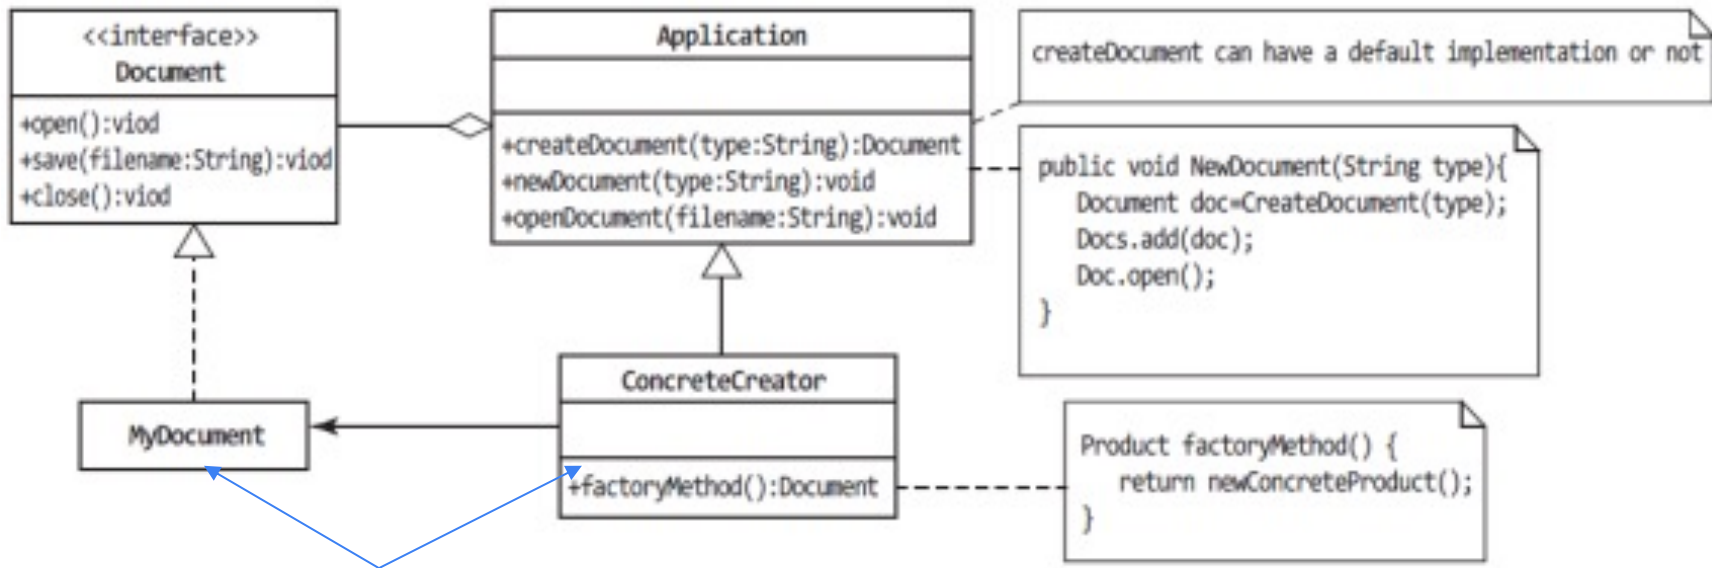 <<interface>>
Document
+open():viod
+save(filename:String):viod
+close():viod
Application
+createDocument(type:String):Document
+newDocument(type:String):void
+openDocument(filename:String):void
createDocument can have a default implementation or not
public void NewDocument(String type){
Document doc=CreateDocument(type);
Docs.add(doc);
Doc.open();
}
MyDocument
ConcreteCreator
+factoryMethod():Document
Product factoryMethod() {
return newConcreteProduct();
}